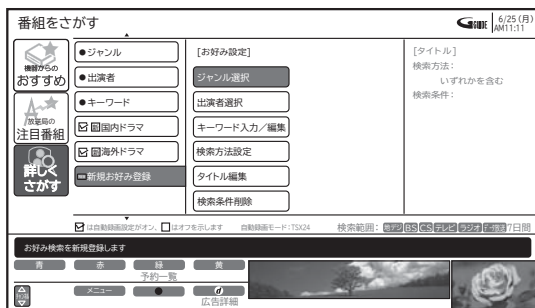 番組をさがす
GGUIDE
6/25 (月)
AM11:11
機器からの
おすすめ
放送局の
注目番組
詳しく
さがす
●ジャンル
●出演者
●キーワード
国内ドラマ
海外ドラマ
新規お好み登録
[お好み設定]
ジャンル選択
出演者選択
キーワード入力／編集
検索方法設定
タイトル編集
検索条件削除
[タイトル]
検索方法：
いずれかを含む
検索条件：
は自動録画設定がオン、
はオフを示します
自動録画モード：TSX24
検索範囲：
地デジ BS CS テレビ ラジオ データ放送 7日間
お好み検索を新規登録します
青 赤 緑 黄
予約一覧
メニュー ● d
広告詳細